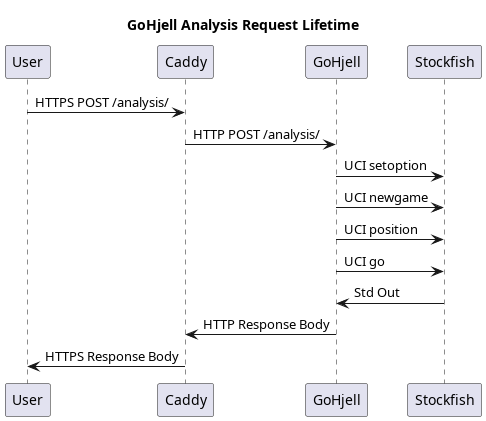 GoHjell Analysis Request Lifetime
User Caddy GoHjell Stockfish
HTTPS POST /analysis/
HTTP POST /analysis/
UCI setoption
UCI newgame
UCI position
UCI go
Std Out
HTTP Response Body
HTTPS Response Body
User Caddy GoHjell Stockfish